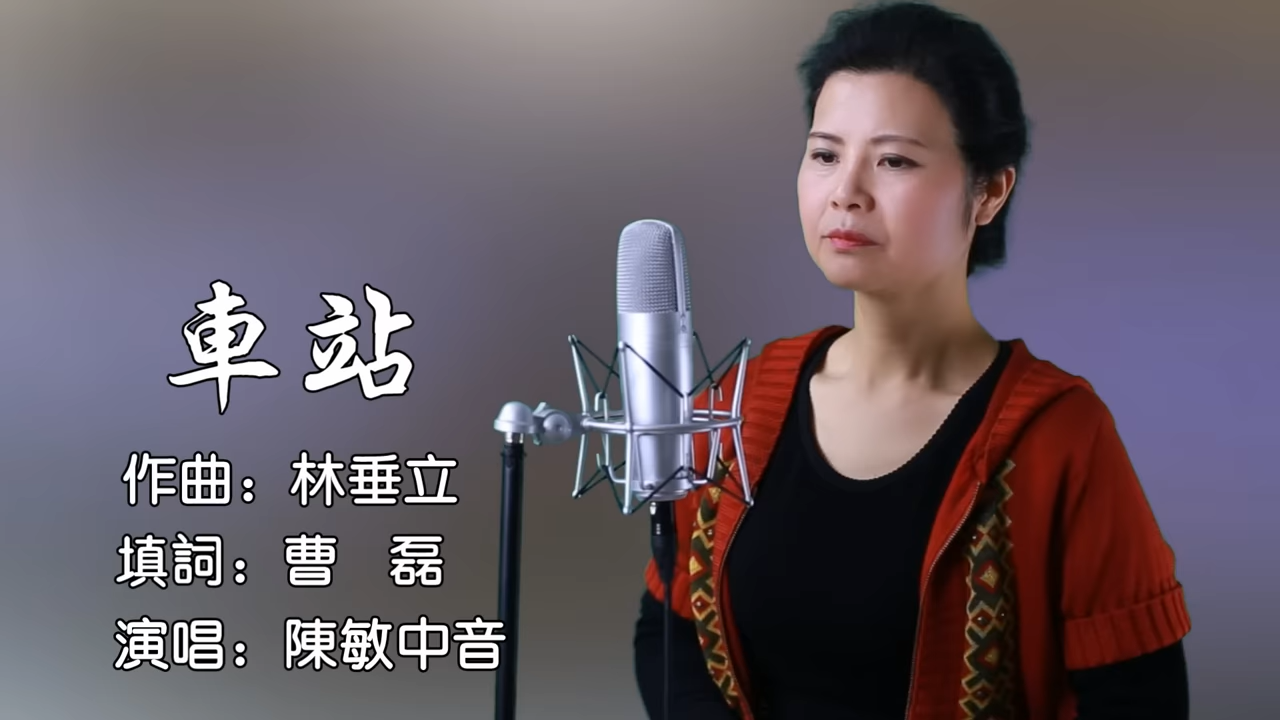 車站
作曲：林垂立
填詞：曹 磊
演唱：陳敏中音